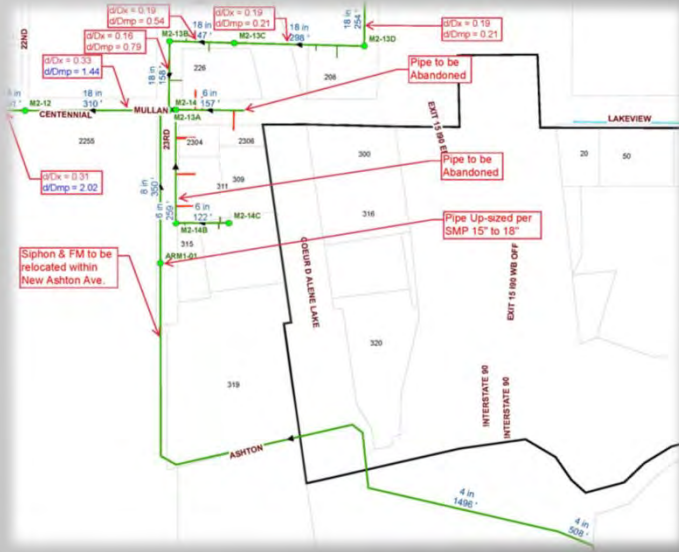 22ND
d/Dx = 0.19
d/Dmp = 0.54
18 in
47 '
M2-13B
M2-13C
d/Dx = 0.19
d/Dmp = 0.21
18 in
298 '
18 in
254 '
M2-13D
d/Dx = 0.19
d/Dmp = 0.21
d/Dx = 0.16
d/Dmp = 0.79
d/Dx = 0.33
d/Dmp = 1.44
18 in
158 '
226
206
Pipe to be
Abandoned
M2-12
18 in
310 '
CENTENNIAL
MULLAN
M2-14
M2-13A
6 in
157 '
LAKEVIEW
2255
23RD
2304
2306
300
20
50
d/Dx = 0.31
d/Dmp = 2.02
8 in
350 '
309
311
Pipe to be
Abandoned
6 in
259 '
6 in
122 '
M2-14C
M2-14B
316
Pipe Up-sized per
SMP 15" to 18"
315
ARM1-01
Siphon & FM to be
relocated within
New Ashton Ave.
COEUR D ALENE LAKE
EXIT 15 I90 WB OFF
319
320
INTERSTATE 90
INTERSTATE 90
ASHTON
4 in
1496 '
4 in
508 '